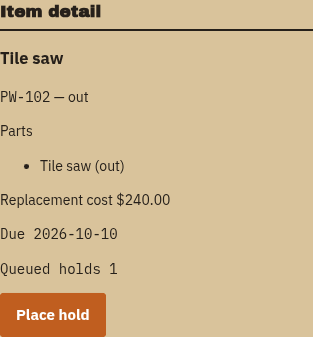 Item detail
Tile saw
PW-102 — out
Parts
• Tile saw (out)
Replacement cost $240.00
Due 2026-10-10
Queued holds 1
Place hold